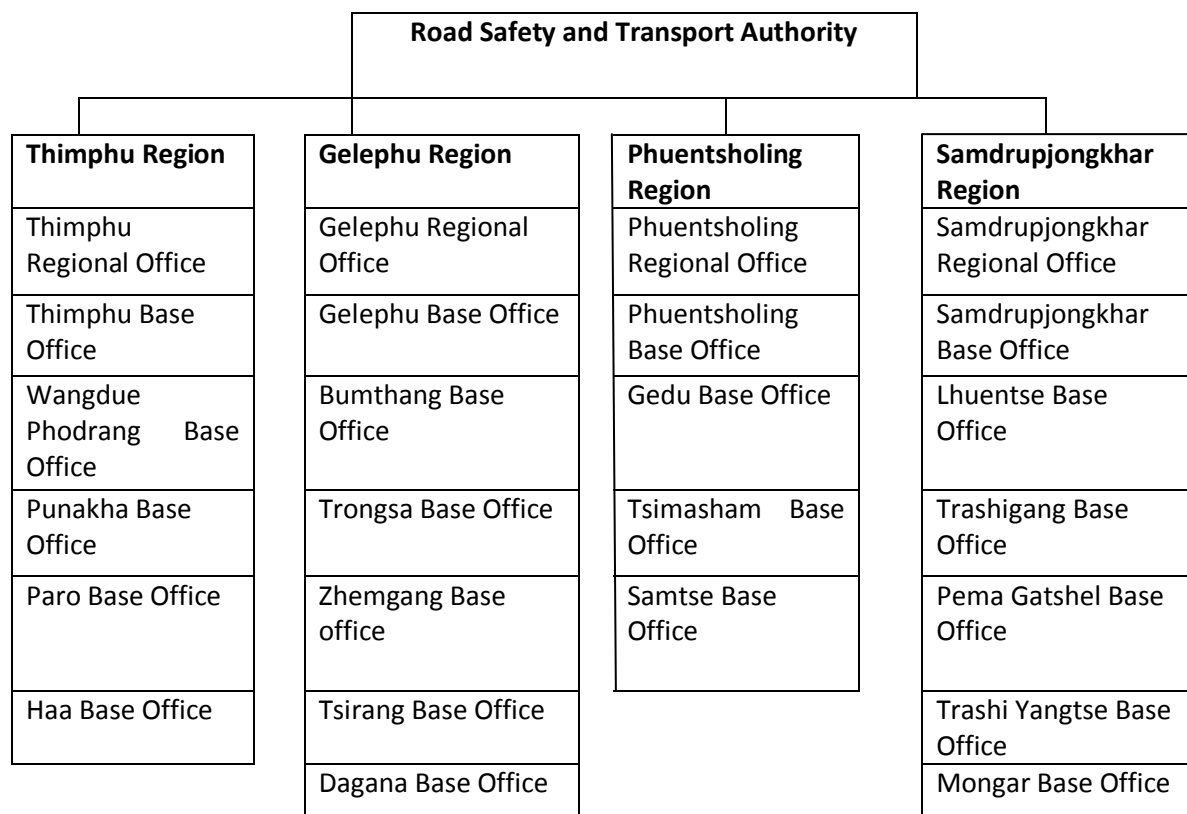 Road Safety and Transport Authority
Thimphu Region
Thimphu
Regional Office
Thimphu Base
Office
Wangdue
Phodrang Base
Office
Punakha Base
Office
Paro Base Office
Haa Base Office
Gelephu Region
Gelephu Regional
Office
Gelephu Base Office
Bumthang Base
Office
Trongsa Base Office
Zhemgang Base
office
Tsirang Base Office
Dagana Base Office
Phuentsholing
Region
Phuentsholing
Regional Office
Phuentsholing
Base Office
Gedu Base Office
Tsimasham Base
Office
Samtse Base
Office
Samdrupjongkhar
Region
Samdrupjongkhar
Regional Office
Samdrupjongkhar
Base Office
Lhuentse Base
Office
Trashigang Base
Office
Pema Gatshel Base
Office
Trashi Yangtse Base
Office
Mongar Base Office